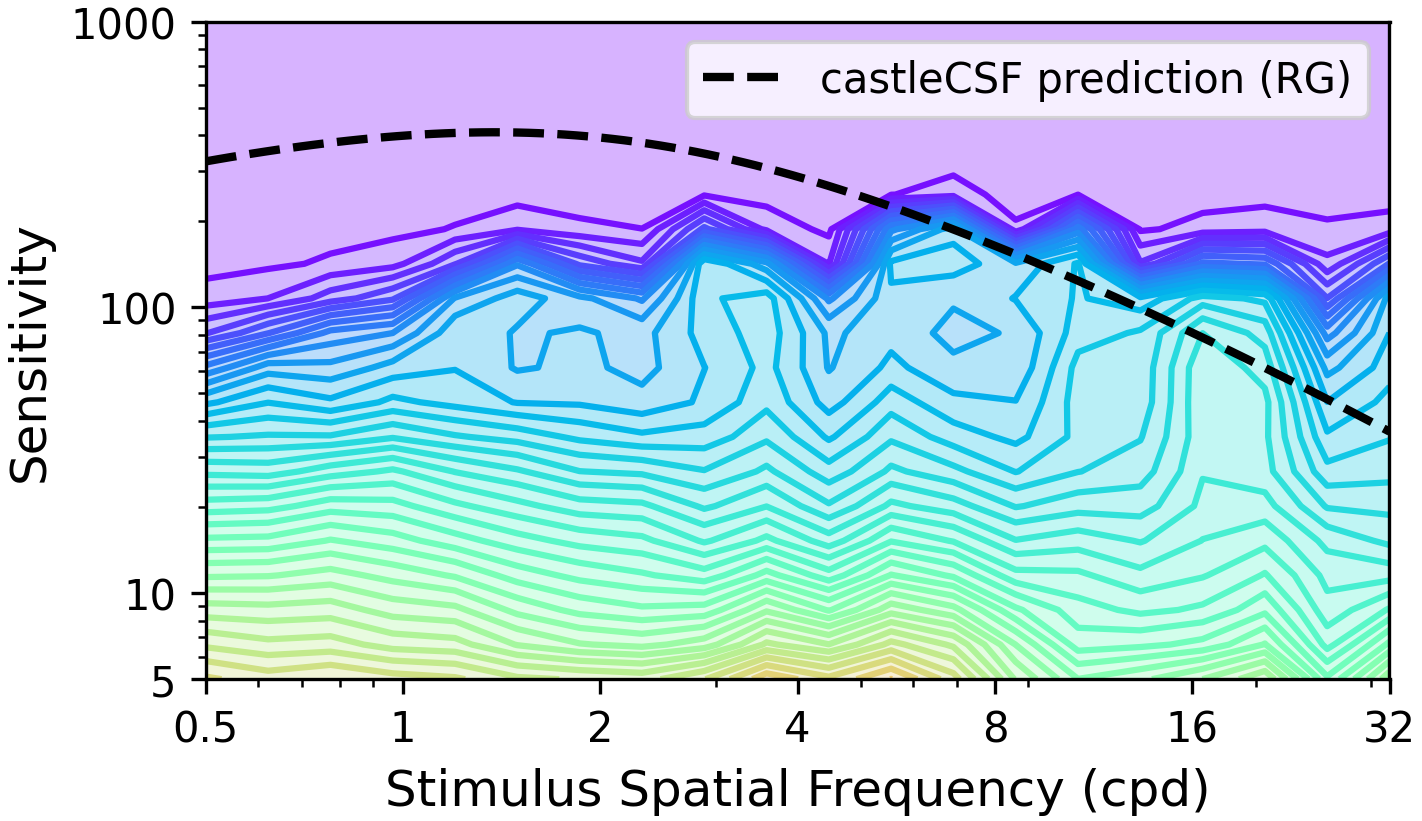 1000
castleCSF prediction (RG)
100
10
5
Sensitivity
0.5 1 2 4 8 16 32
Stimulus Spatial Frequency (cpd)